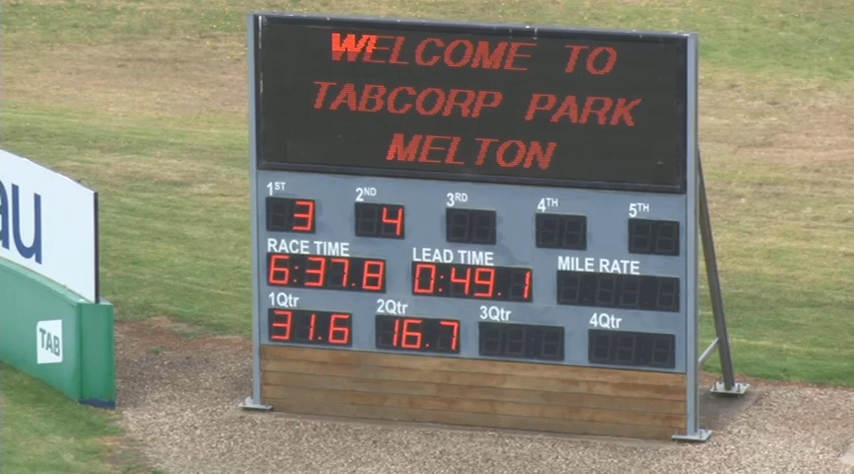 WELCOME TO
TABCORP PARK
MELTON
1ST 2ND 3RD 4TH 5TH
3 4
RACE TIME LEAD TIME MILE RATE
6:37.8 0:49.1
1Qtr 2Qtr 3Qtr 4Qtr
31.6 16.7
au
TAB